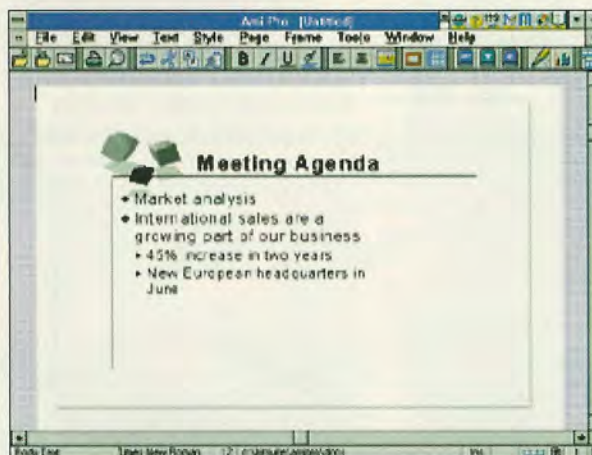 Ami Pro - [Untitled]
File Edit View Text Style Page Frame Tools Window Help
B I U
Meeting Agenda
Market analysis
International sales are a
growing part of our business
45% increase in two years
New European headquarters in
June
Body Text Times New Roman 12 Ins